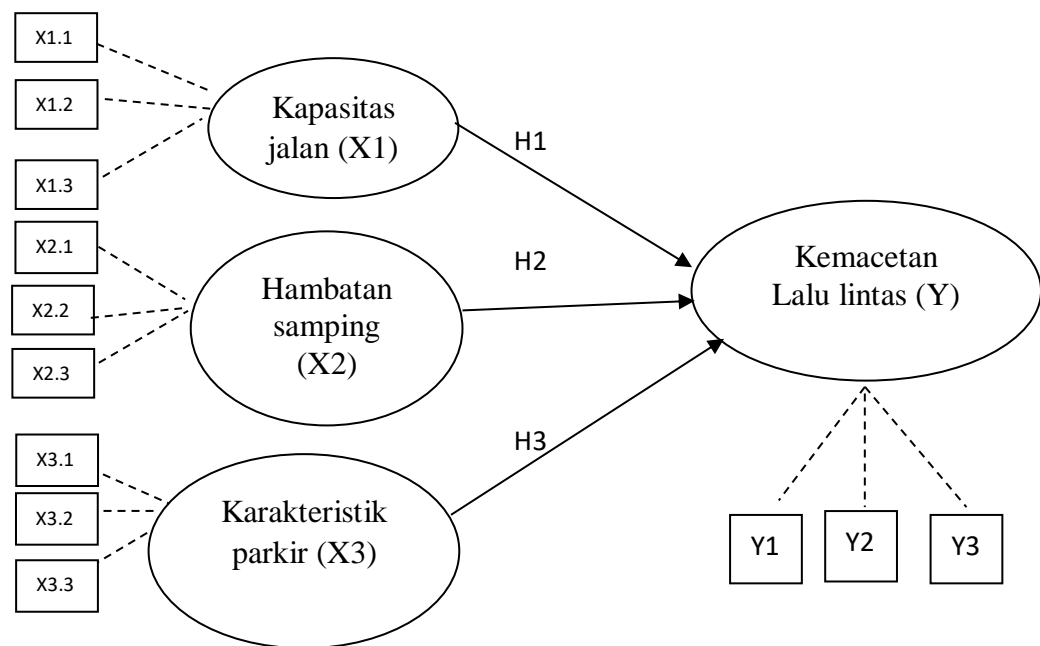 X1.1
X1.2
X1.3
Kapasitas
jalan (X1)
H1
X2.1
X2.2
X2.3
Hambatan
samping
(X2)
H2
Kemacetan
Lalu lintas (Y)
X3.1
X3.2
X3.3
Karakteristik
parkir (X3)
H3
Y1
Y2
Y3